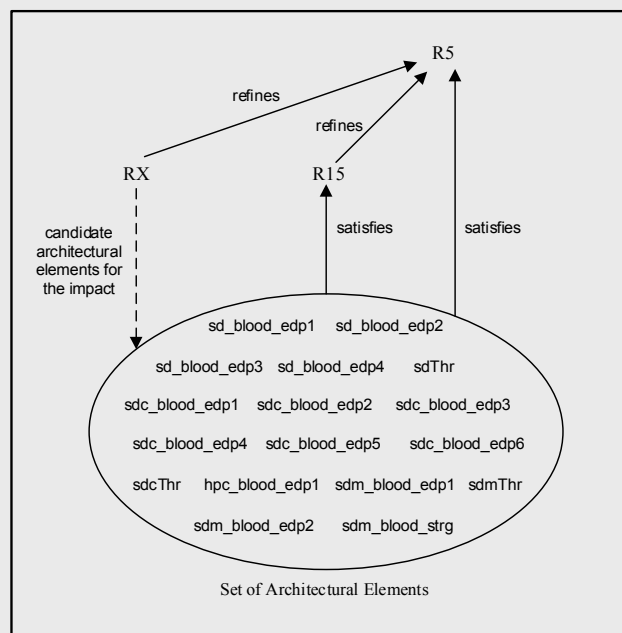 R5
refines
refines
RX
R15
candidate
architectural
elements for
the impact
satisfies
satisfies
sd_blood_edp1 sd_blood_edp2
sd_blood_edp3 sd_blood_edp4 sdThr
sdc_blood_edp1 sdc_blood_edp2 sdc_blood_edp3
sdc_blood_edp4 sdc_blood_edp5 sdc_blood_edp6
sdcThr hpc_blood_edp1 sdm_blood_edp1 sdmThr
sdm_blood_edp2 sdm_blood_strg
Set of Architectural Elements